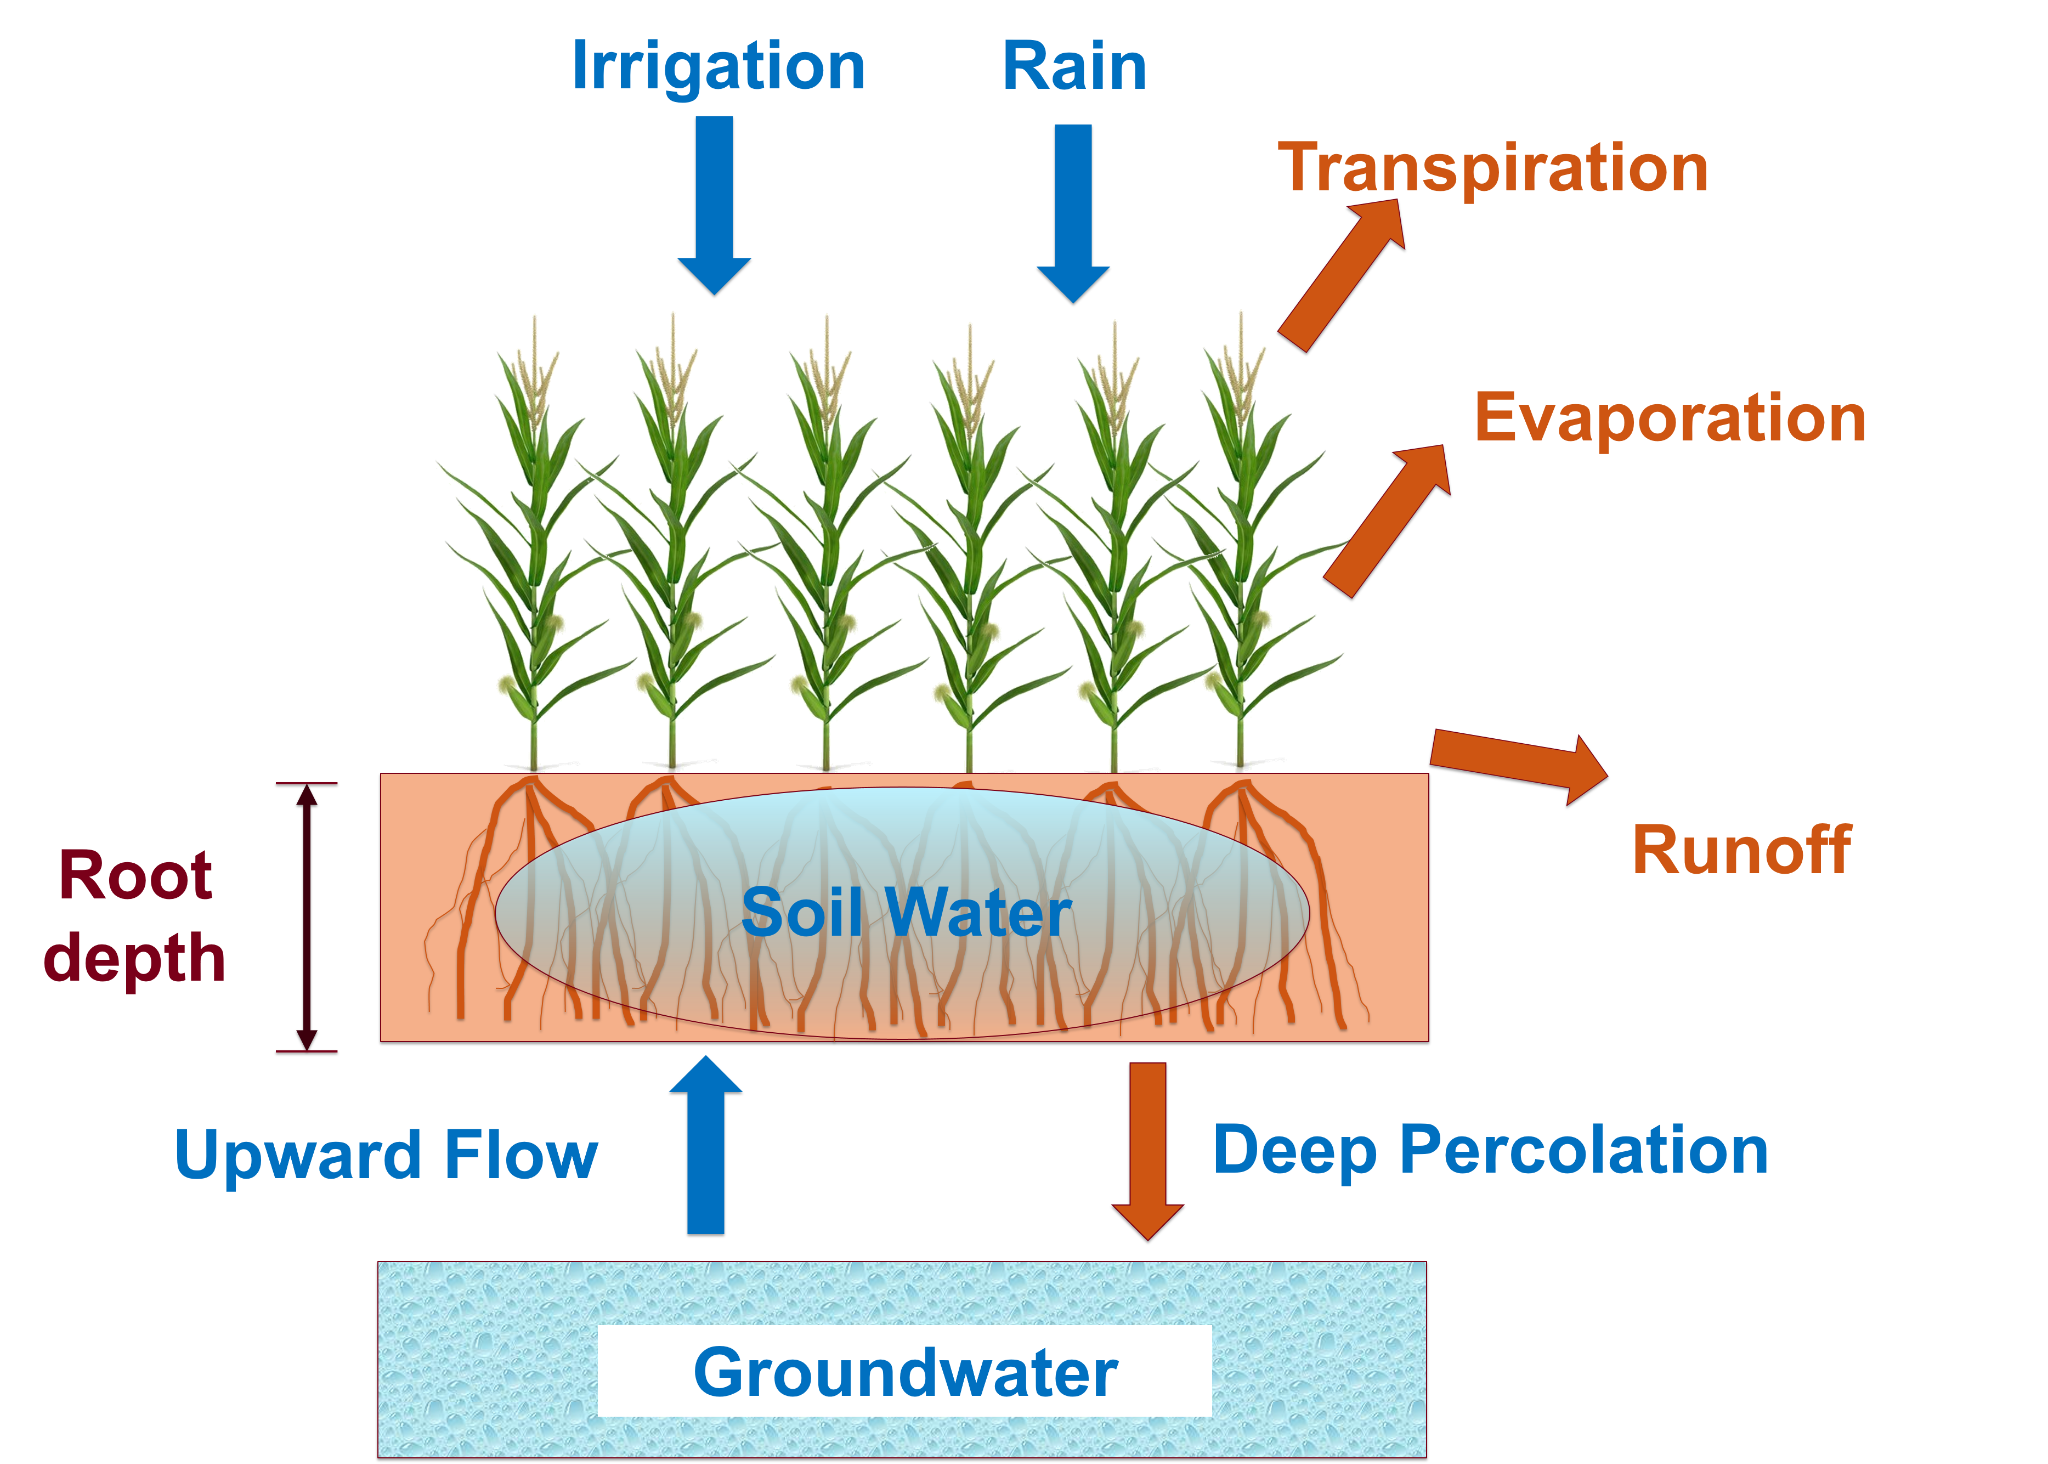 Irrigation
Rain
Transpiration
Evaporation
Runoff
Root
depth
Soil Water
Upward Flow
Deep Percolation
Groundwater